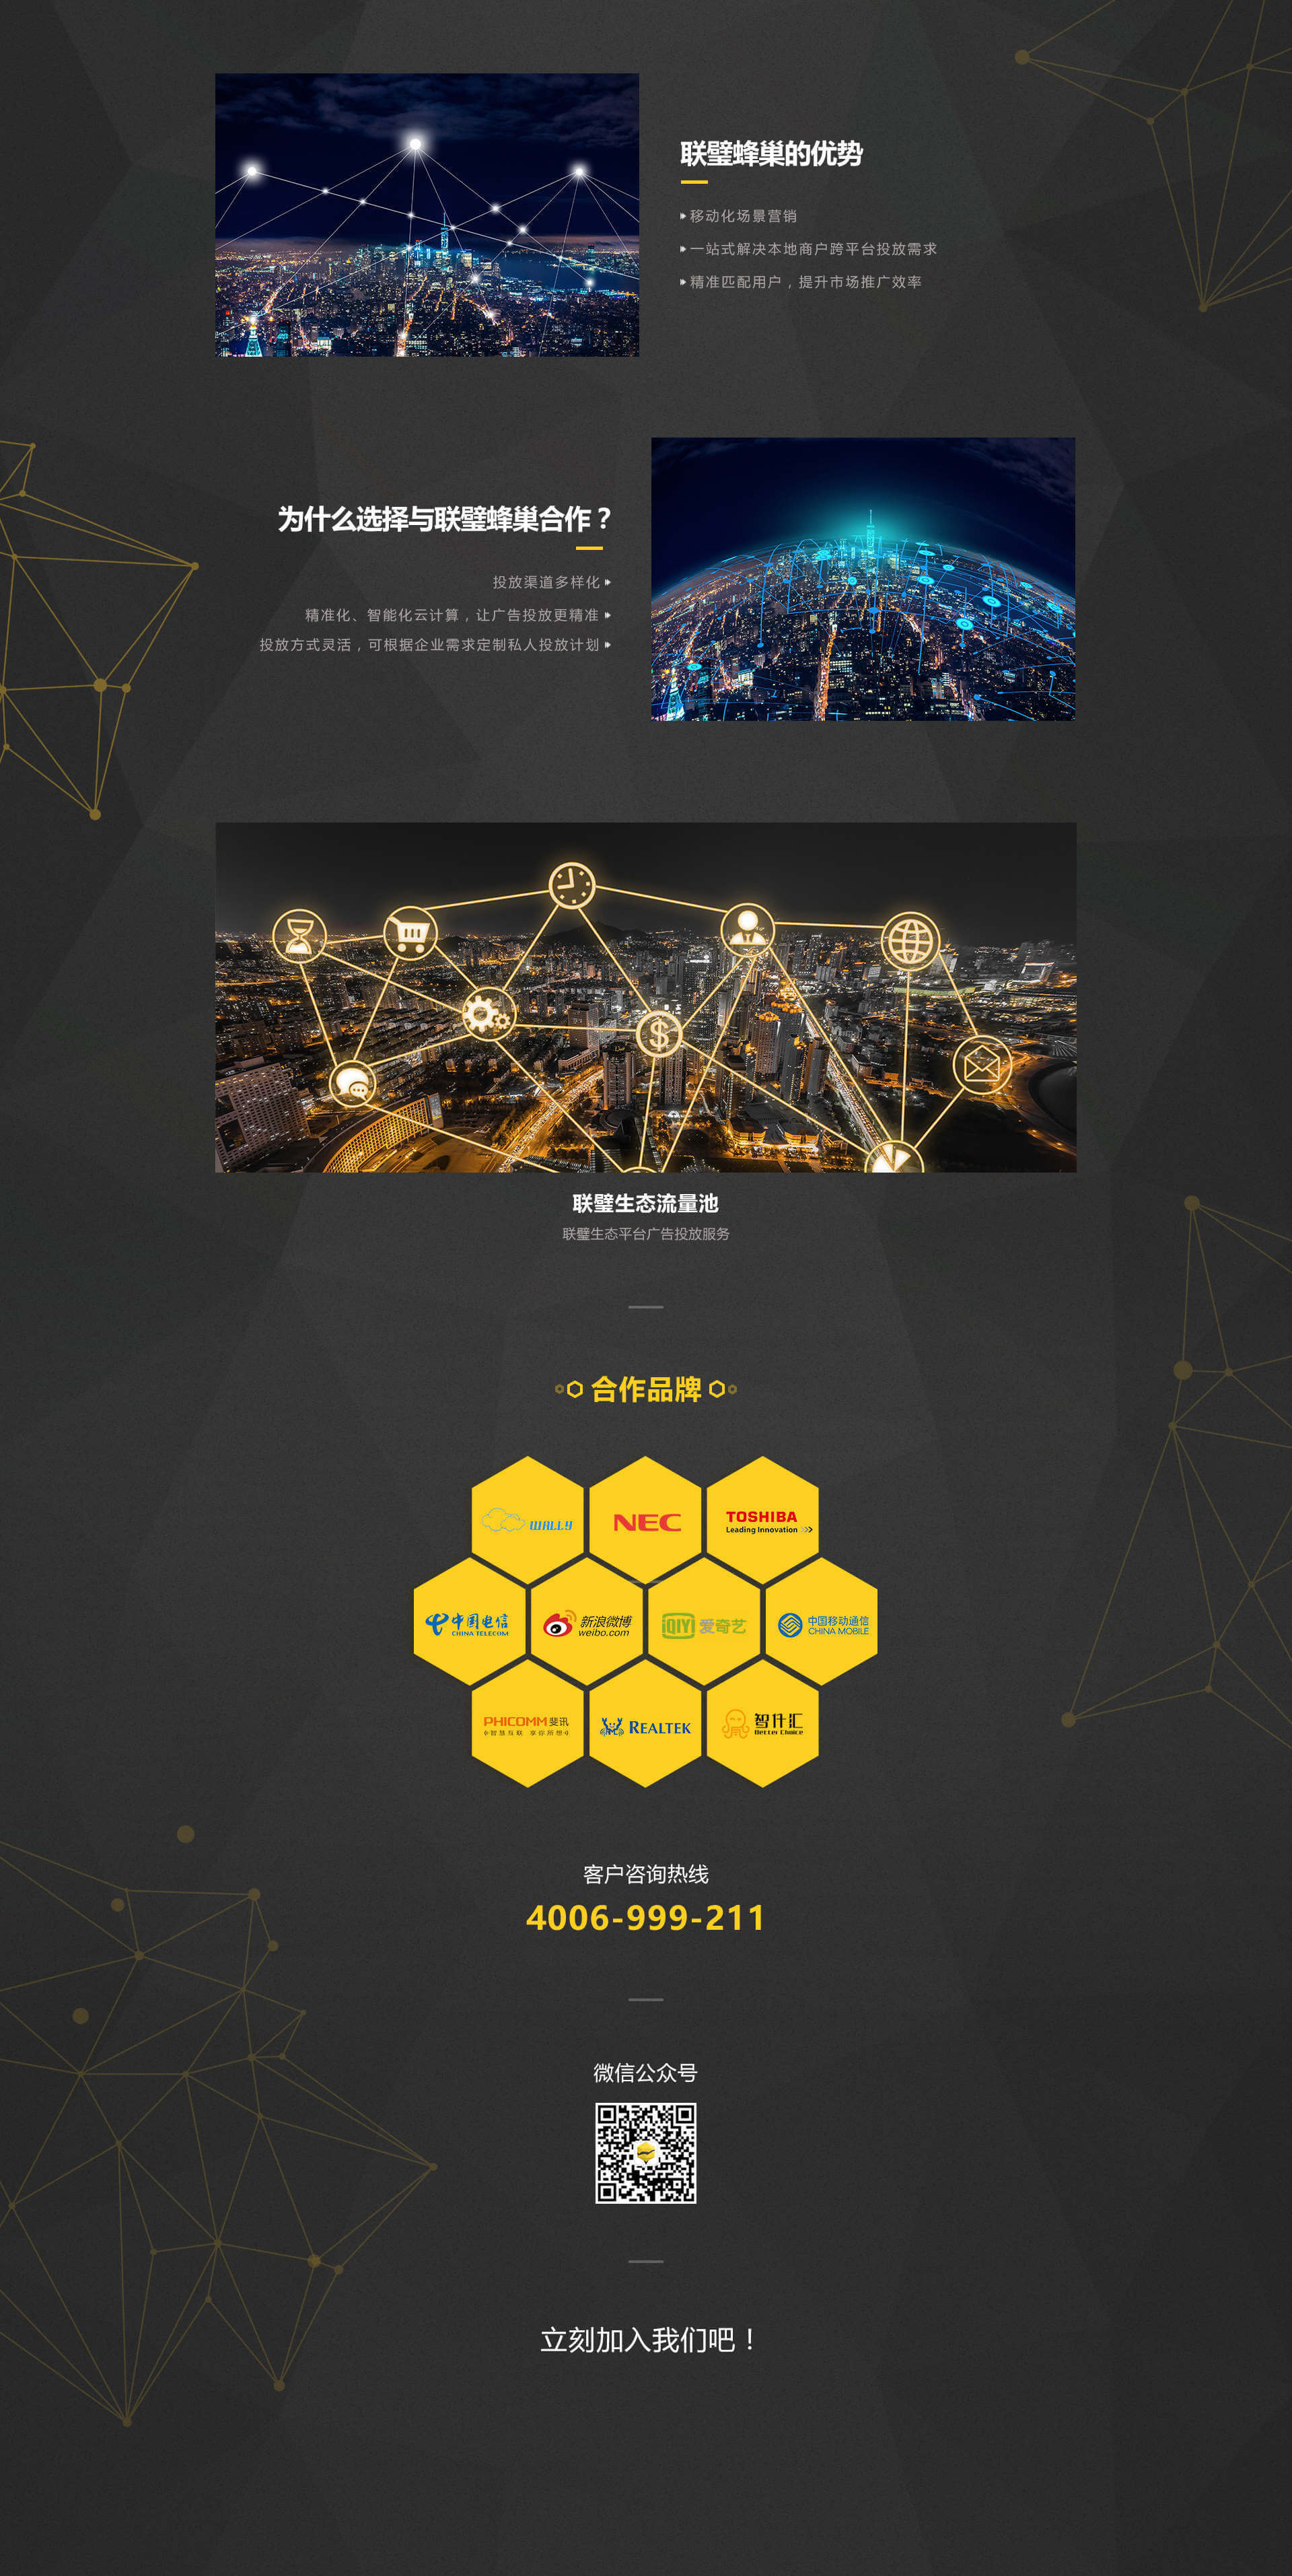 联璧蜂巢的优势
移动化场景营销
一站式解决本地商户跨平台投放需求
精准匹配用户，提升市场推广效率
为什么选择与联璧蜂巢合作？
投放渠道多样化
精准化、智能化云计算，让广告投放更精准
投放方式灵活，可根据企业需求定制私人投放计划
联璧生态流量池
联璧生态平台广告投放服务
合作品牌
WALLY
NEC
TOSHIBA
Leading Innovation
中国电信
CHINA TELECOM
新浪微博
weibo.com
QIYI
爱奇艺
中国移动通信
CHINA MOBILE
PHICOMM斐讯
智慧互联 享你所想
REALTEK
智仟汇
Better Choice
客户咨询热线
4006-999-211
微信公众号
立刻加入我们吧！